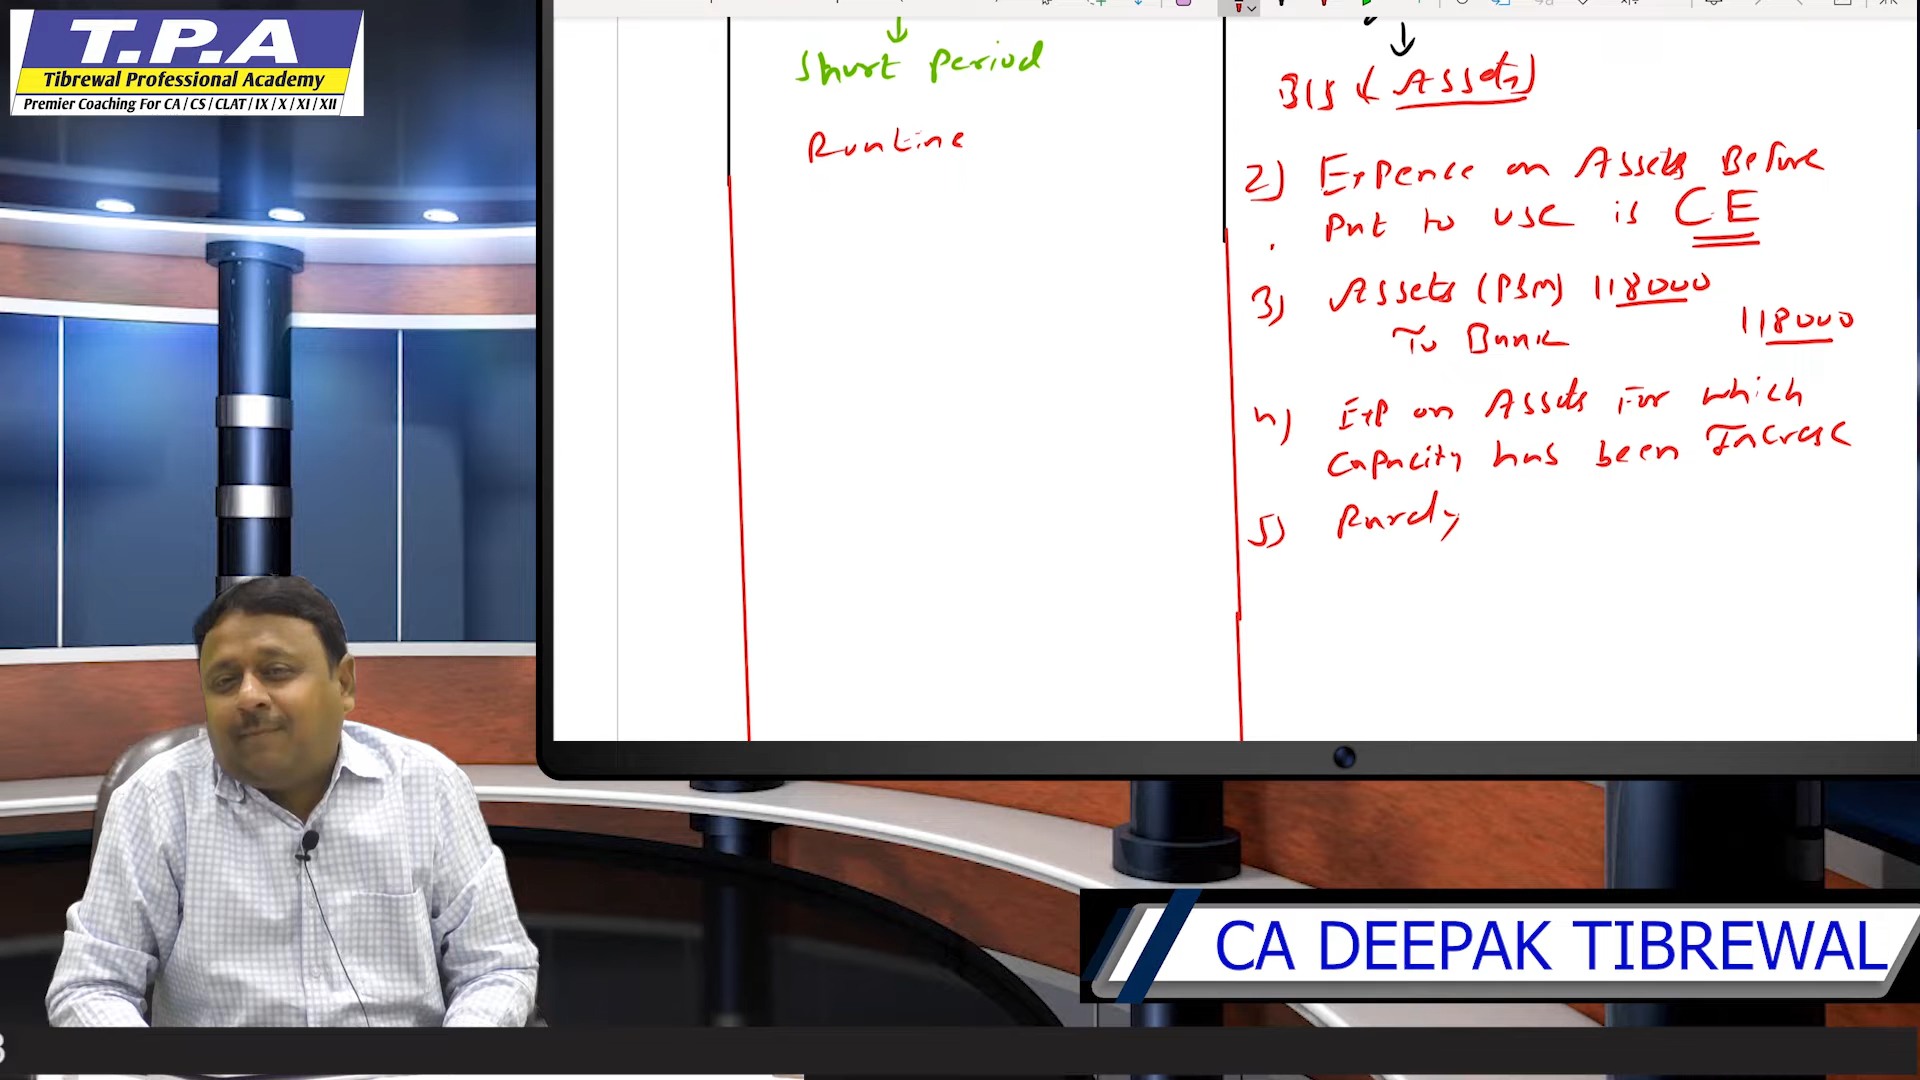 T.P.A
Tibrewal Professional Academy
Premier Coaching For CA / CS / CLAT / IX / X / XI / XII
Short Period
Runtine
B/S (Assets)
2) Expence on Assets Before
Put to use is CE
3) Assets (P&M) 118000
To Bank 118000
4) Exp on Assets For which
Capacity has been Increase
5) Rarely
CA DEEPAK TIBREWAL